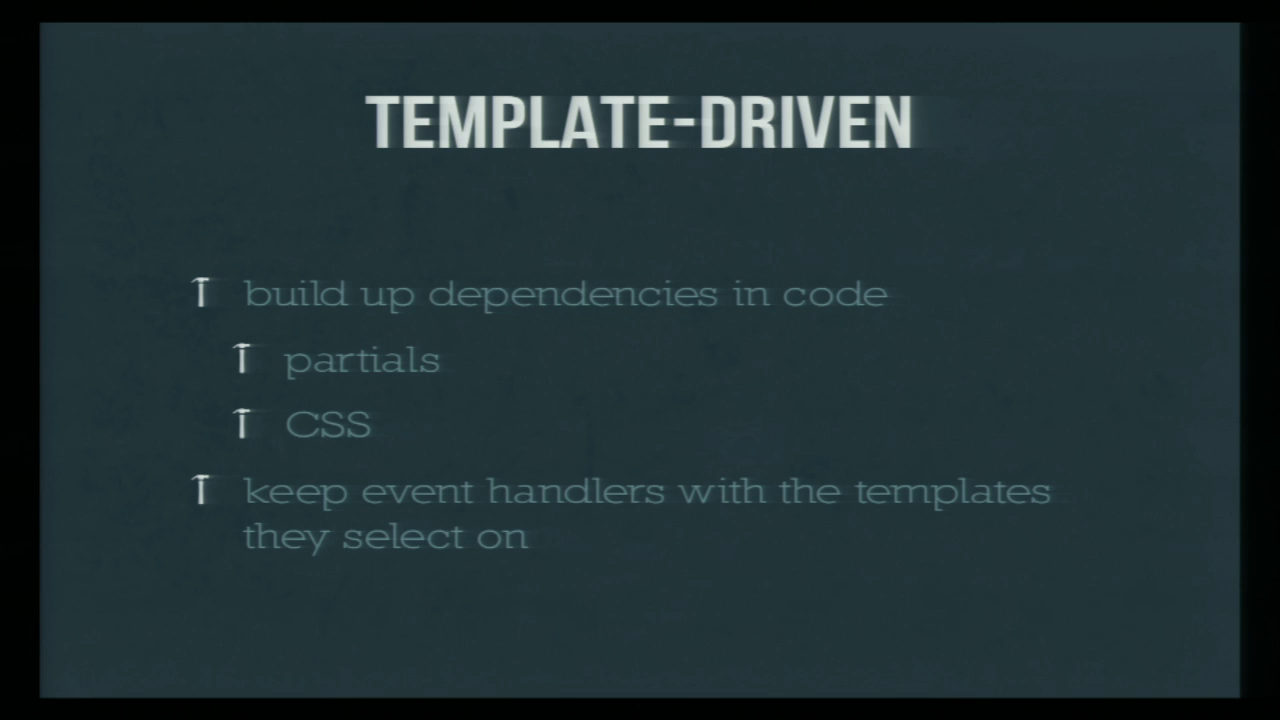 TEMPLATE-DRIVEN
build up dependencies in code
partials
CSS
keep event handlers with the templates
they select on